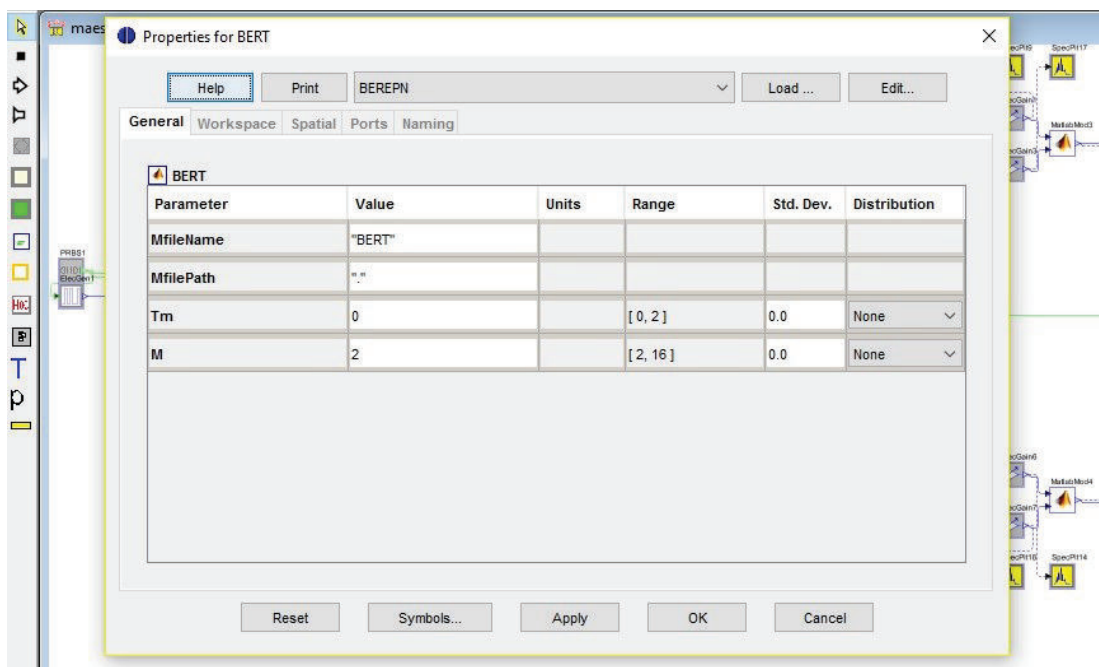 maes
Properties for BERT
Help Print BEREPN Load ... Edit...
General Workspace Spatial Ports Naming
BERT
Parameter Value Units Range Std. Dev. Distribution
MfileName "BERT"
MfilePath "."
Tm 0 [ 0, 2 ] 0.0 None
M 2 [ 2, 16 ] 0.0 None
Reset Symbols... Apply OK Cancel
PRBS1
ElecGen1
T
p
SpecPlt17
MatlabMod3
MatlabMod4
SpecPlt14